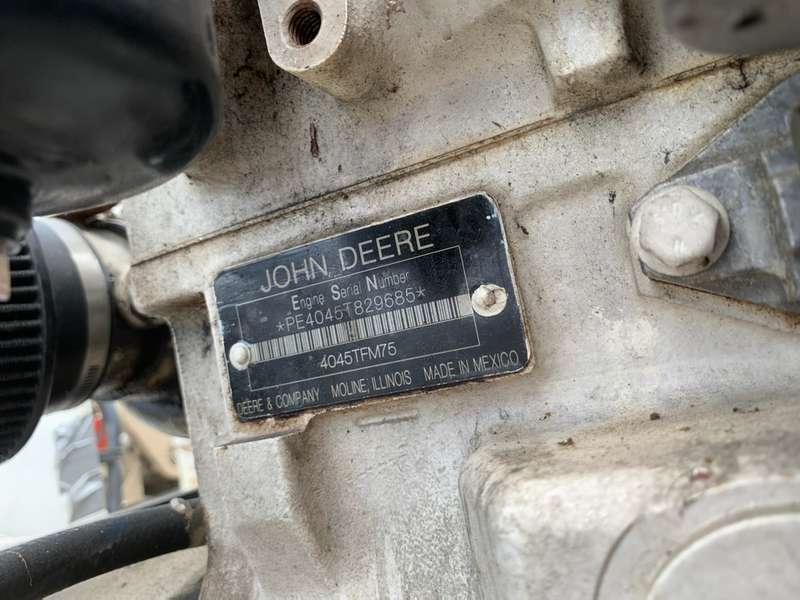 JOHN DEERE
Engine Serial Number
*PE4045T829685*
4045TFM75
DEERE & COMPANY MOLINE, ILLINOIS MADE IN MEXICO